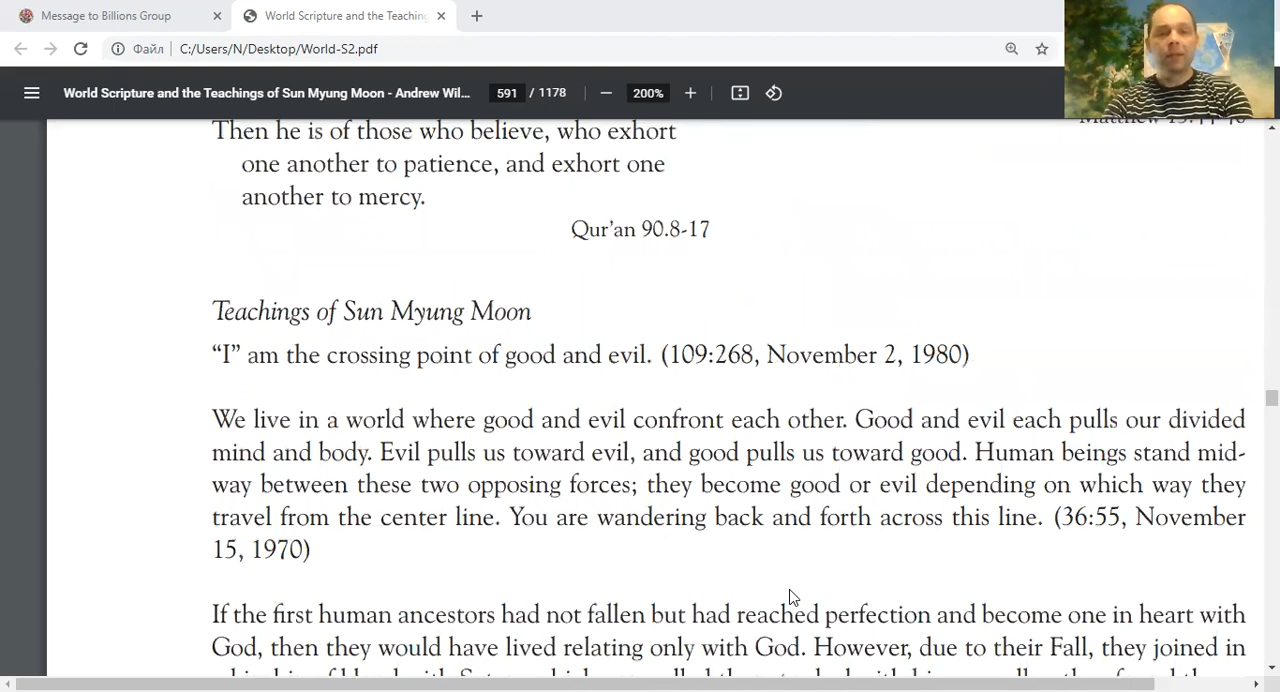 Message to Billions Group
World Scripture and the Teaching
Файл
C:/Users/N/Desktop/World-S2.pdf
World Scripture and the Teachings of Sun Myung Moon - Andrew Wil...
591 / 1178
200%
Then he is of those who believe, who exhort
one another to patience, and exhort one
another to mercy.
Qur’an 90.8-17
Teachings of Sun Myung Moon
“I” am the crossing point of good and evil. (109:268, November 2, 1980)
We live in a world where good and evil confront each other. Good and evil each pulls our divided
mind and body. Evil pulls us toward evil, and good pulls us toward good. Human beings stand mid-
way between these two opposing forces; they become good or evil depending on which way they
travel from the center line. You are wandering back and forth across this line. (36:55, November
15, 1970)
If the first human ancestors had not fallen but had reached perfection and become one in heart with
God, then they would have lived relating only with God. However, due to their Fall, they joined in